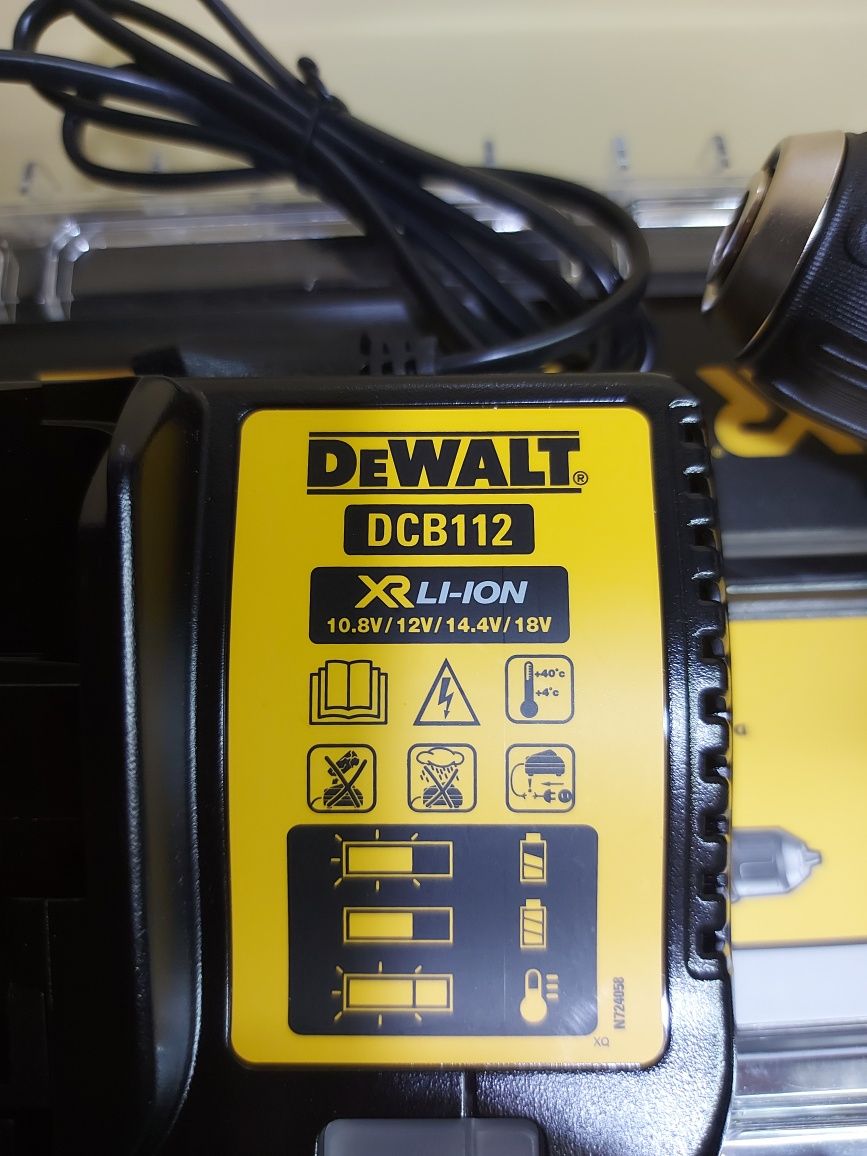 DEWALT®
DCB112
XR LI-ION
10.8V/12V/14.4V/18V
+40°c
+4°c
N724058
XQ